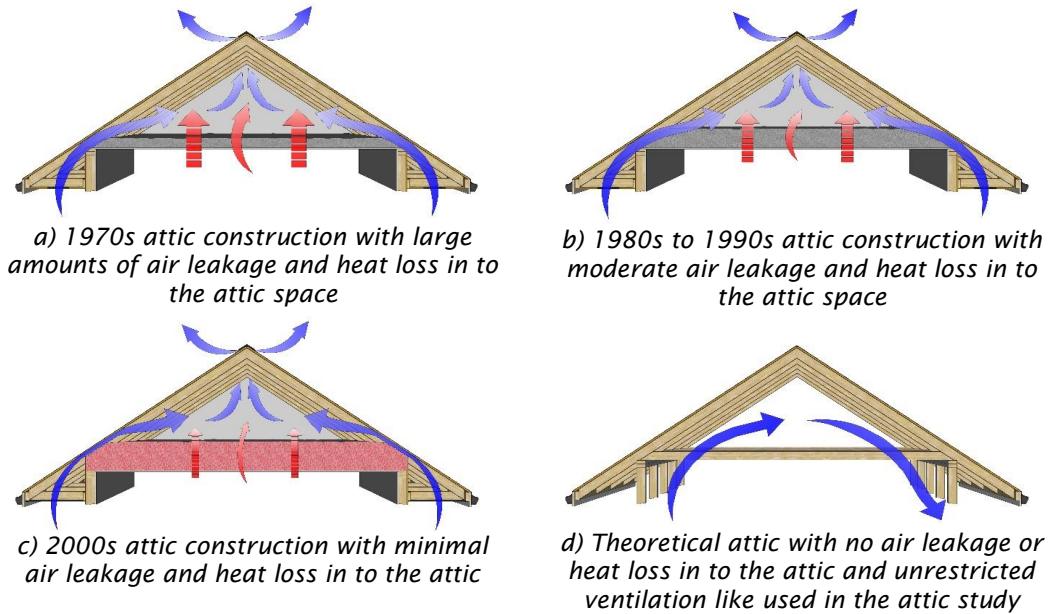 a) 1970s attic construction with large
amounts of air leakage and heat loss in to
the attic space
b) 1980s to 1990s attic construction with
moderate air leakage and heat loss in to
the attic space
c) 2000s attic construction with minimal
air leakage and heat loss in to the attic
d) Theoretical attic with no air leakage or
heat loss in to the attic and unrestricted
ventilation like used in the attic study